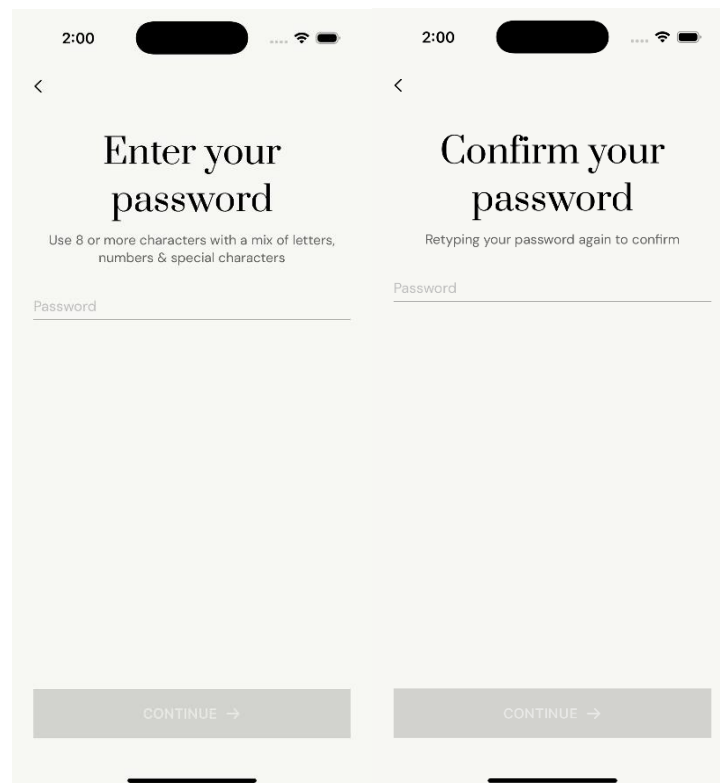 2:00
Enter your
password
Use 8 or more characters with a mix of letters,
numbers & special characters
Password
CONTINUE →
2:00
Confirm your
password
Retyping your password again to confirm
Password
CONTINUE →